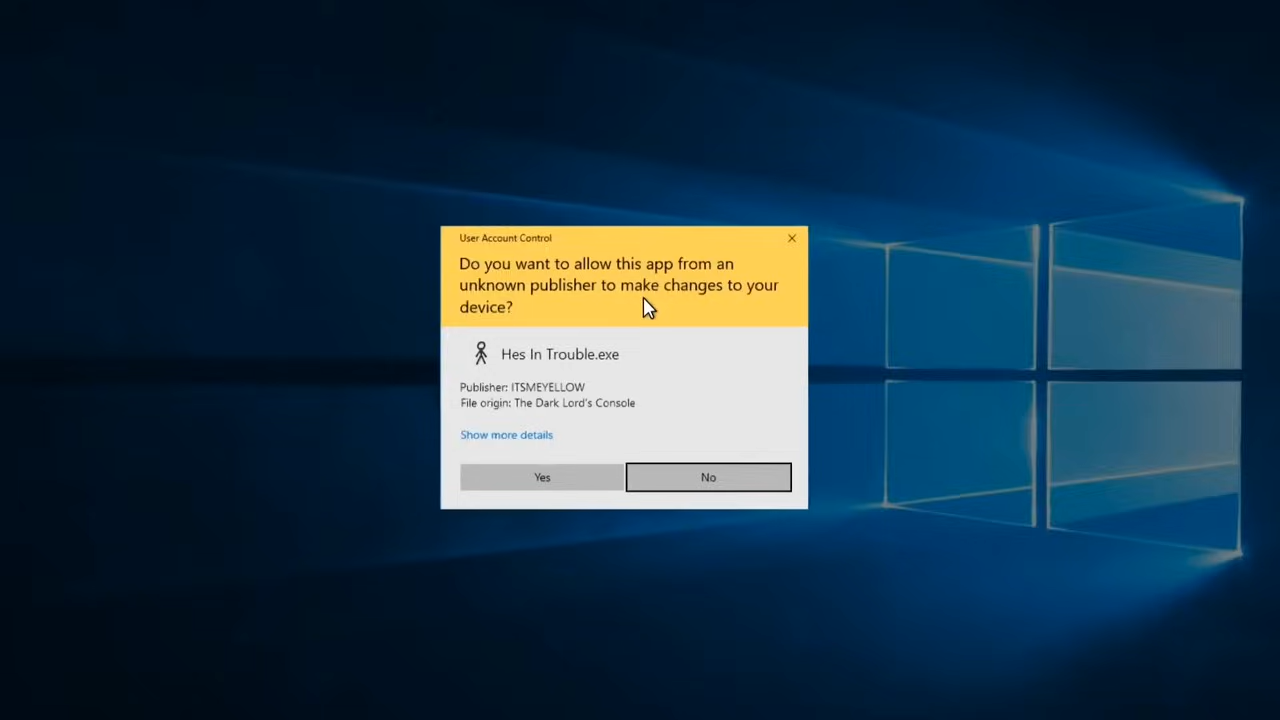 User Account Control
Do you want to allow this app from an
unknown publisher to make changes to your
device?
Hes In Trouble.exe
Publisher: ITSMEYELLOW
File origin: The Dark Lord's Console
Show more details
Yes
No